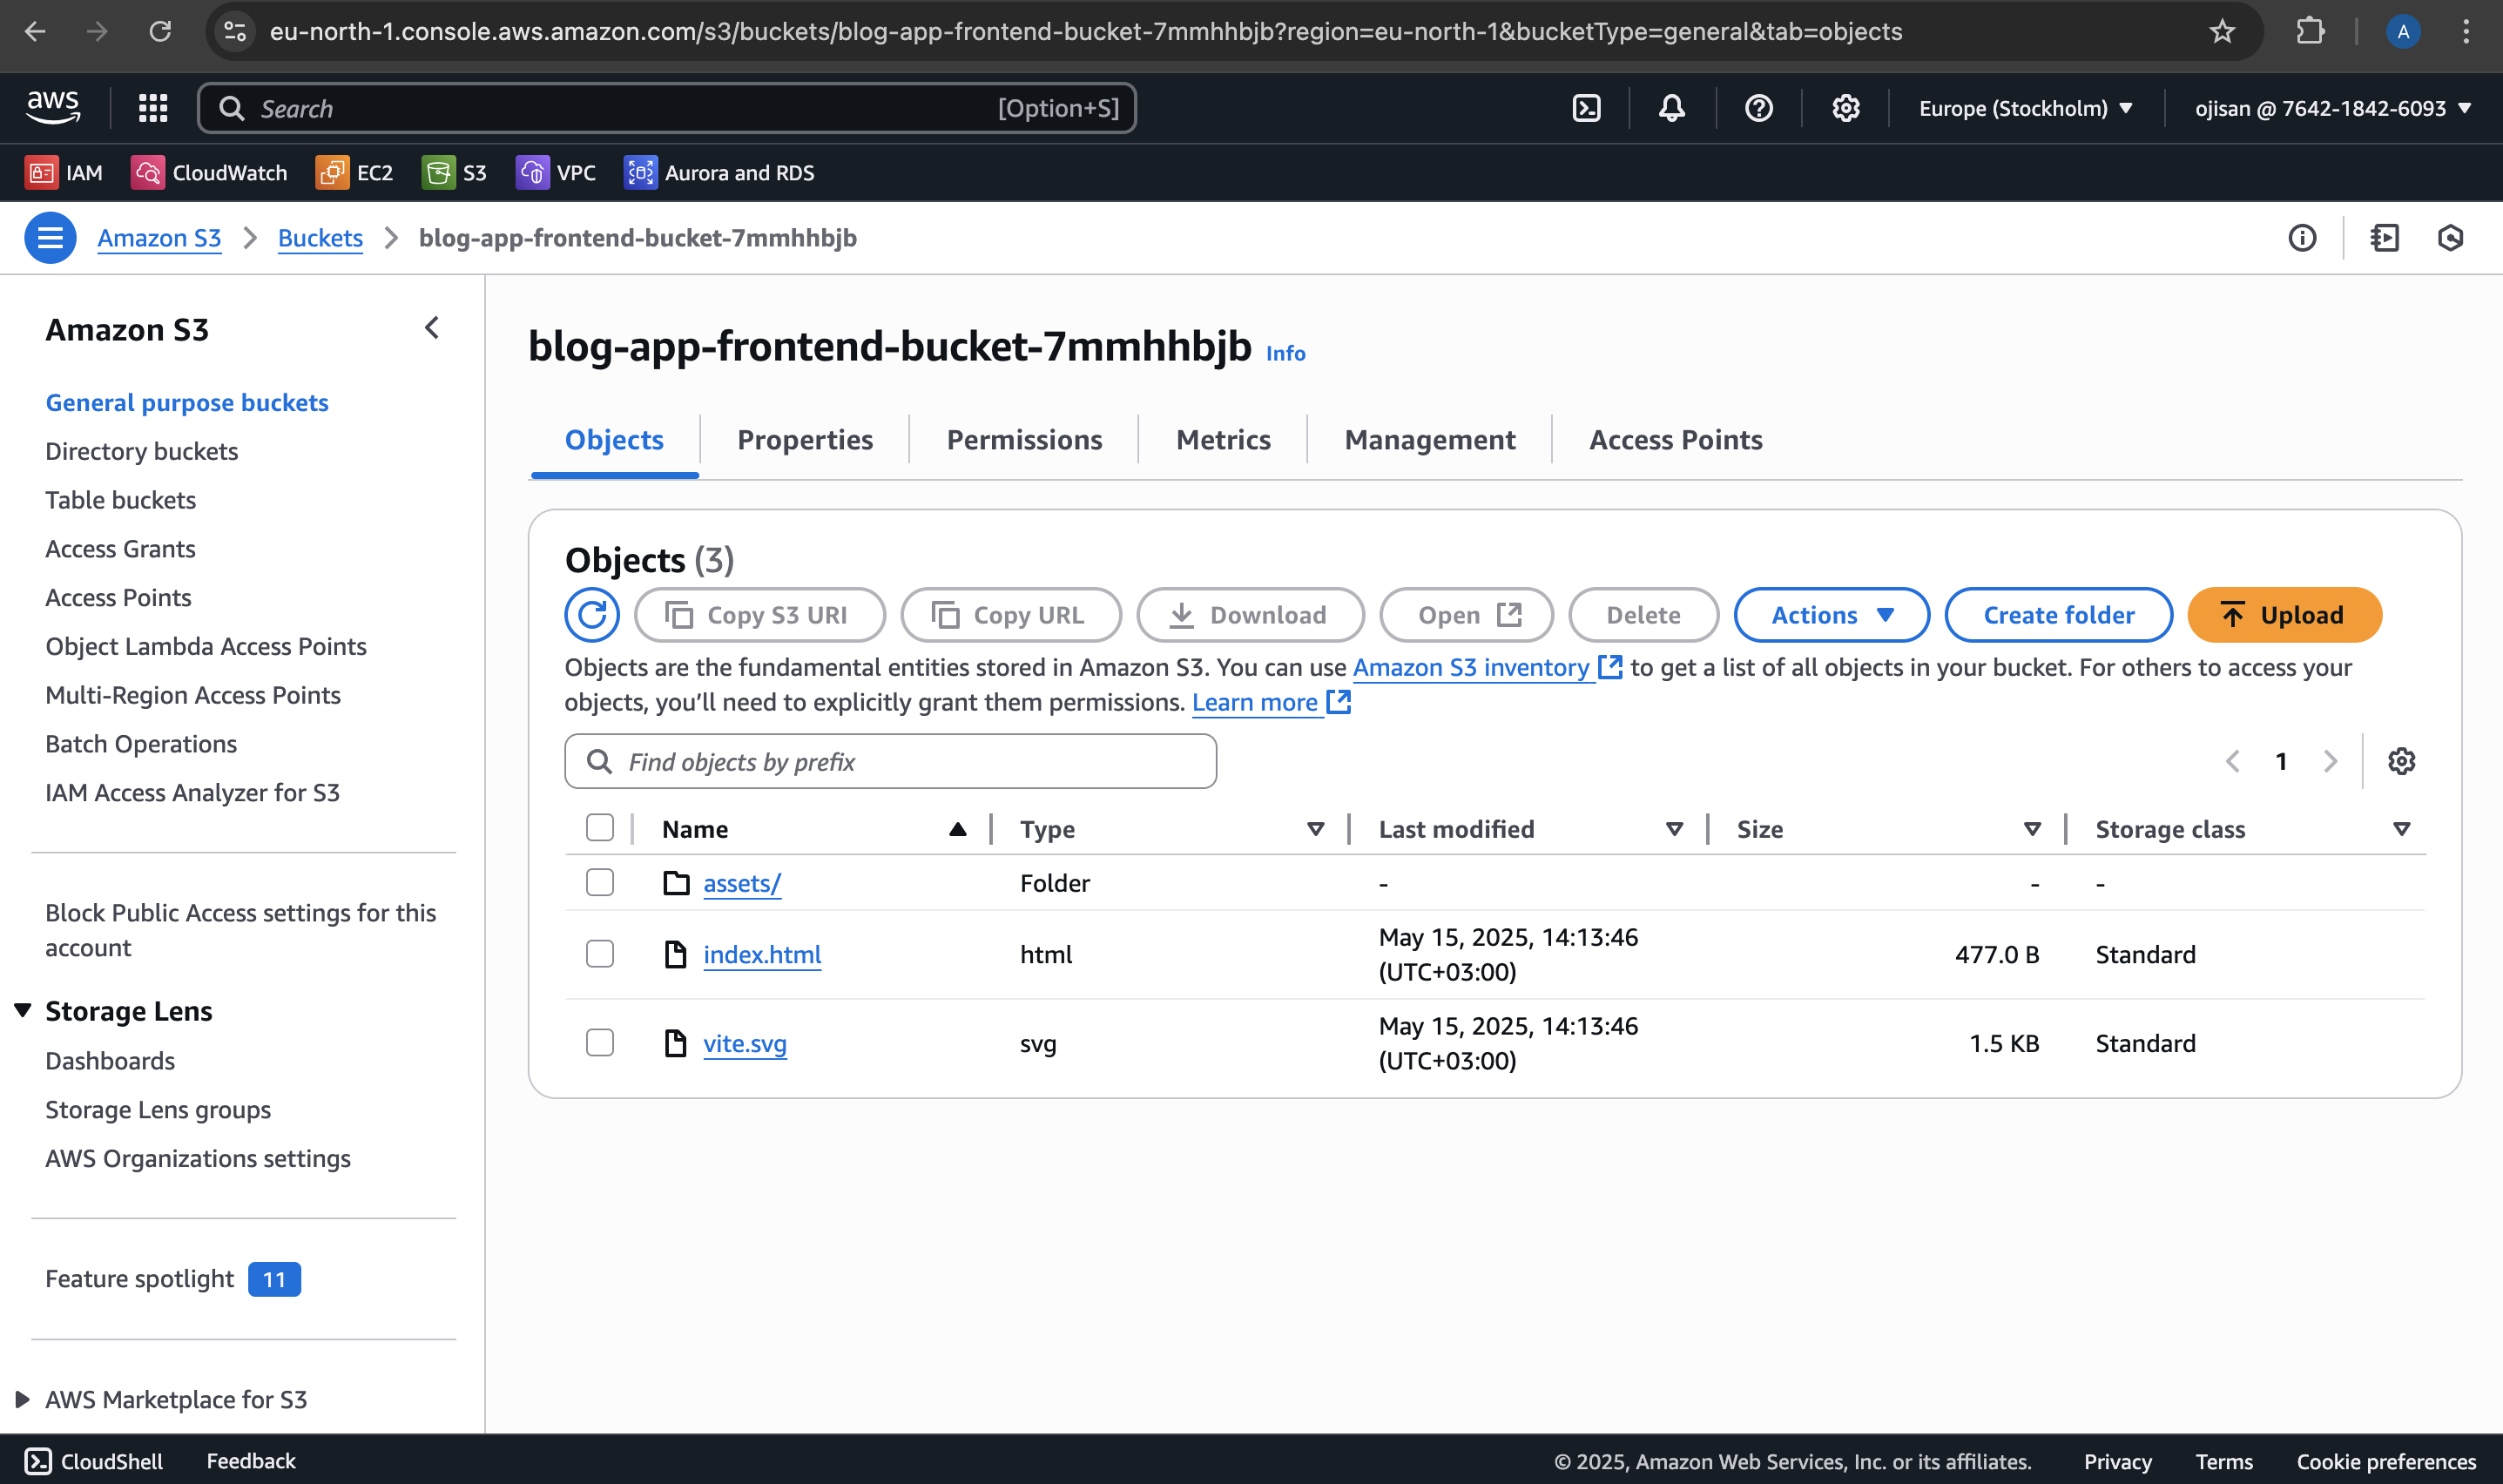 eu-north-1.console.aws.amazon.com/s3/buckets/blog-app-frontend-bucket-7mmhhbjb?region=eu-north-1&bucketType=general&tab=objects
A
aws
Search
[Option+S]
Europe (Stockholm)
ojisan @ 7642-1842-6093
IAM
CloudWatch
EC2
S3
VPC
Aurora and RDS
Amazon S3
Buckets
blog-app-frontend-bucket-7mmhhbjb
Amazon S3
General purpose buckets
Directory buckets
Table buckets
Access Grants
Access Points
Object Lambda Access Points
Multi-Region Access Points
Batch Operations
IAM Access Analyzer for S3
Block Public Access settings for this
account
Storage Lens
Dashboards
Storage Lens groups
AWS Organizations settings
Feature spotlight 11
AWS Marketplace for S3
blog-app-frontend-bucket-7mmhhbjb Info
Objects
Properties
Permissions
Metrics
Management
Access Points
Objects (3)
Copy S3 URI
Copy URL
Download
Open
Delete
Actions
Create folder
Upload
Objects are the fundamental entities stored in Amazon S3. You can use Amazon S3 inventory to get a list of all objects in your bucket. For others to access your
objects, you’ll need to explicitly grant them permissions. Learn more
Find objects by prefix
1
Name Type Last modified Size Storage class
assets/ Folder - - -
index.html html May 15, 2025, 14:13:46 (UTC+03:00) 477.0 B Standard
vite.svg svg May 15, 2025, 14:13:46 (UTC+03:00) 1.5 KB Standard
CloudShell
Feedback
© 2025, Amazon Web Services, Inc. or its affiliates.
Privacy
Terms
Cookie preferences